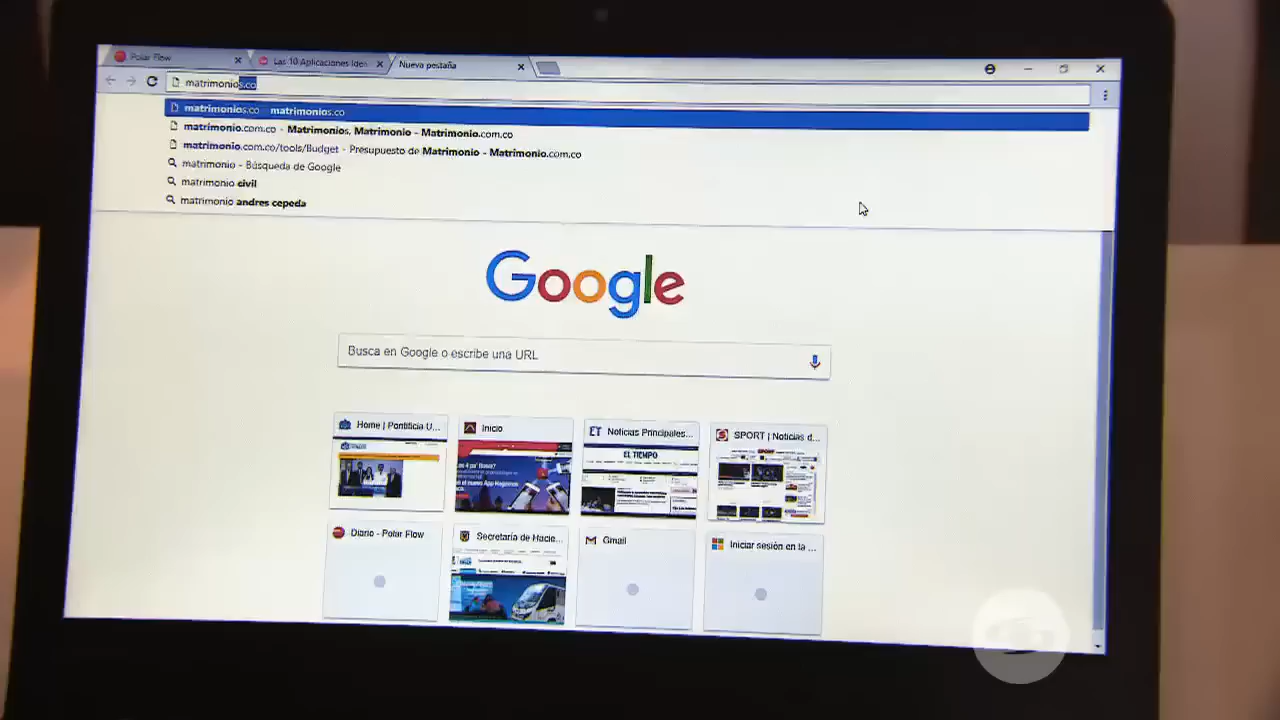 Polar Flow
Las 10 Aplicaciones Iden
Nueva pestaña
matrimonios.co
matrimonios.co matrimonios.co
matrimonio.com.co - Matrimonios, Matrimonio - Matrimonio.com.co
matrimonio.com.co/tools/Budget - Presupuesto de Matrimonio - Matrimonio.com.co
matrimonio - Búsqueda de Google
matrimonio civil
matrimonio andres cepeda
Google
Busca en Google o escribe una URL
Home | Pontificia U...
Inicio
ET Noticias Principales...
SPORT | Noticias d...
EL TIEMPO
Diario - Polar Flow
Secretaría de Hacie...
Gmail
Iniciar sesión en la ...